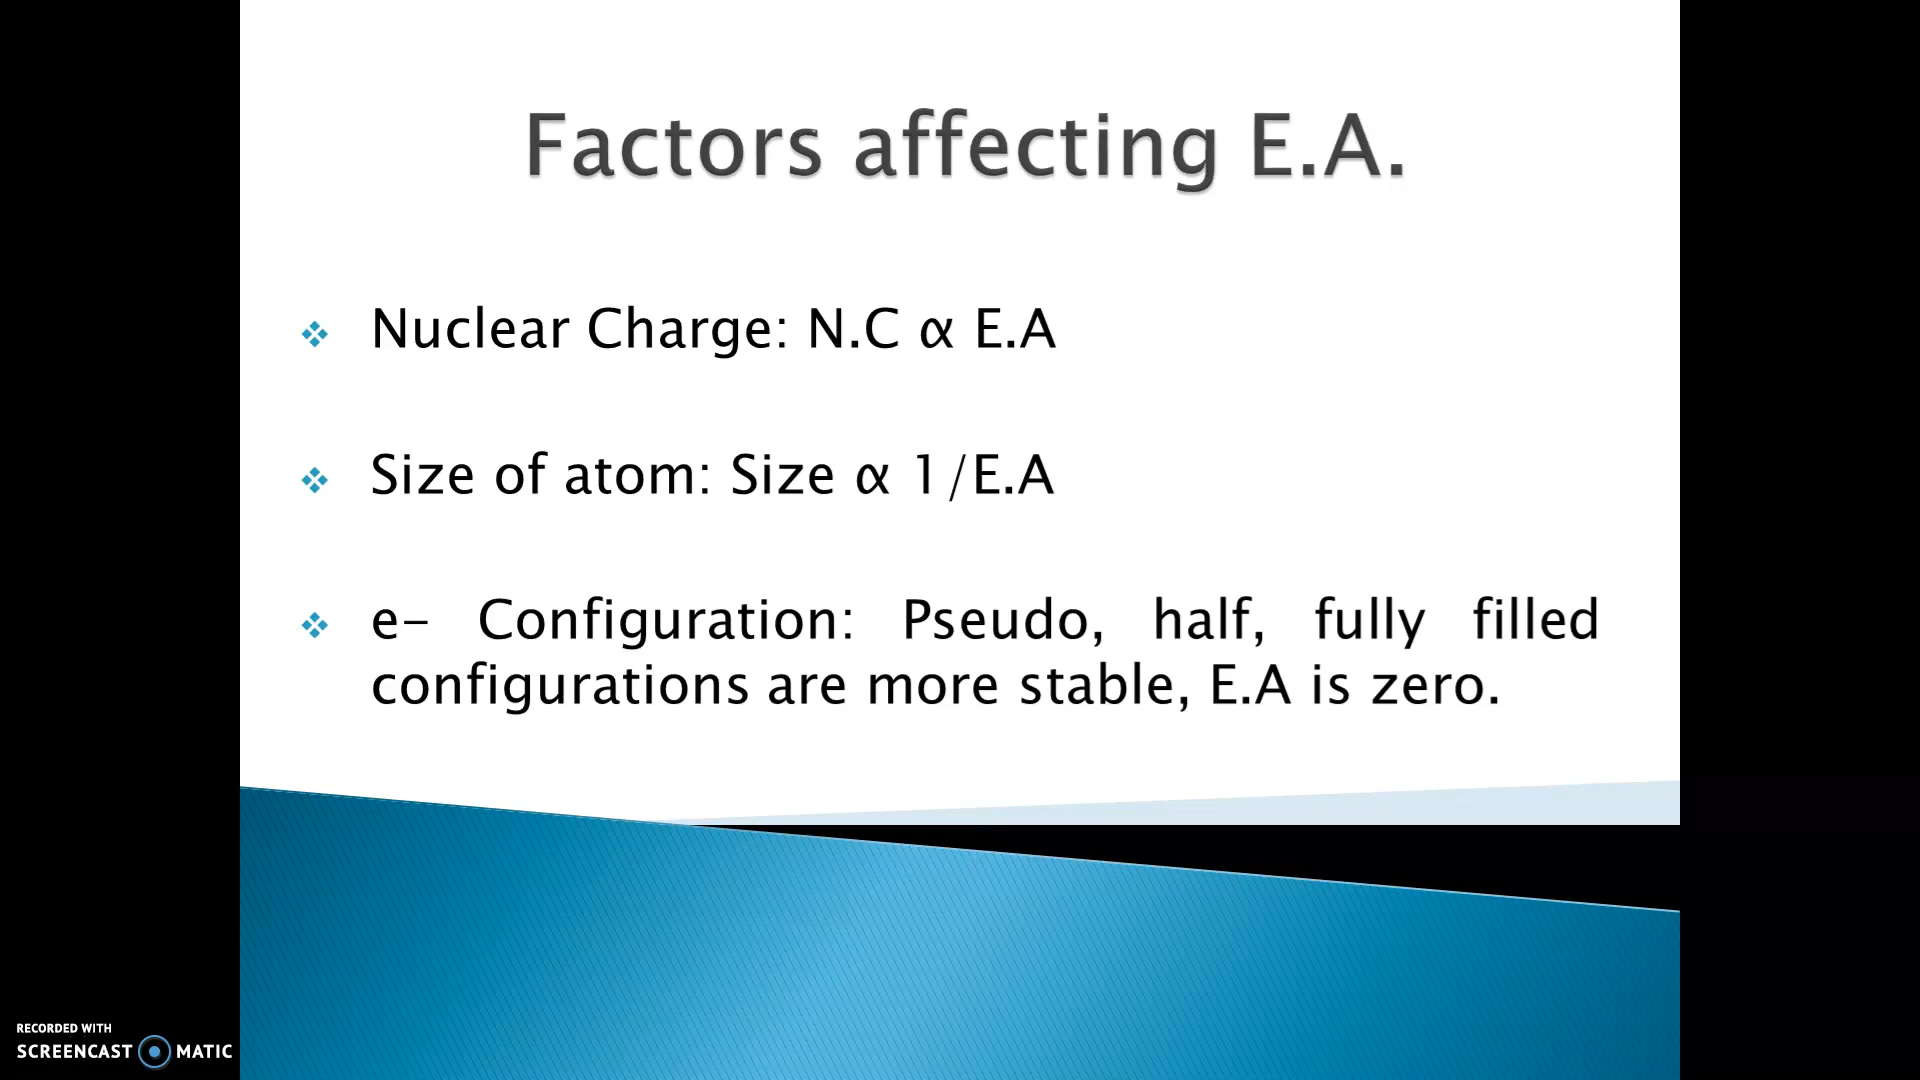 Factors affecting E.A.
Nuclear Charge: N.C α E.A
Size of atom: Size α 1/E.A
e- Configuration: Pseudo, half, fully filled
configurations are more stable, E.A is zero.
RECORDED WITH
SCREENCAST MATIC